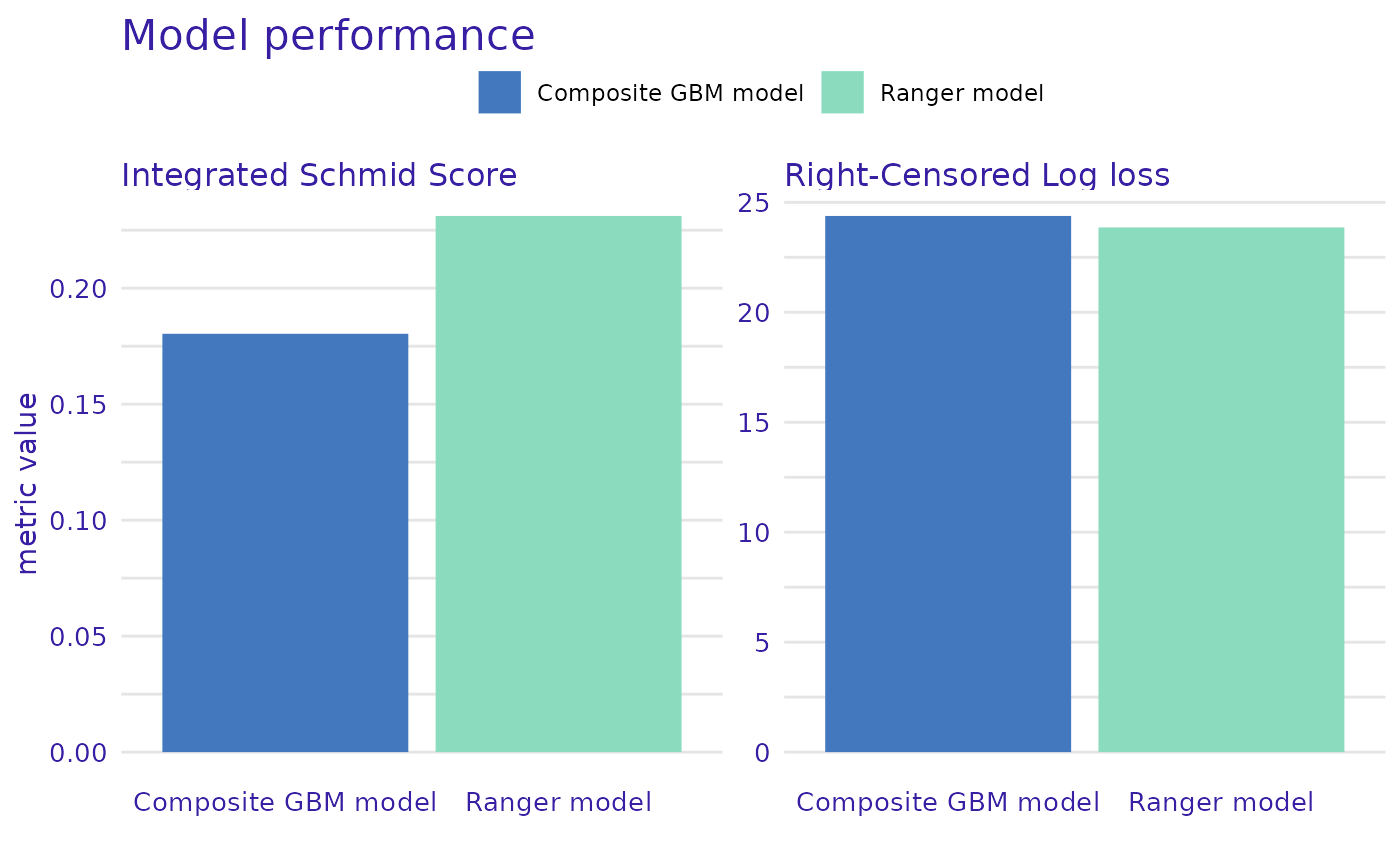 Model performance
Composite GBM model
Ranger model
Integrated Schmid Score
Right-Censored Log loss
metric value
0.20
0.15
0.10
0.05
0.00
25
20
15
10
5
0
Composite GBM model
Ranger model
Composite GBM model
Ranger model